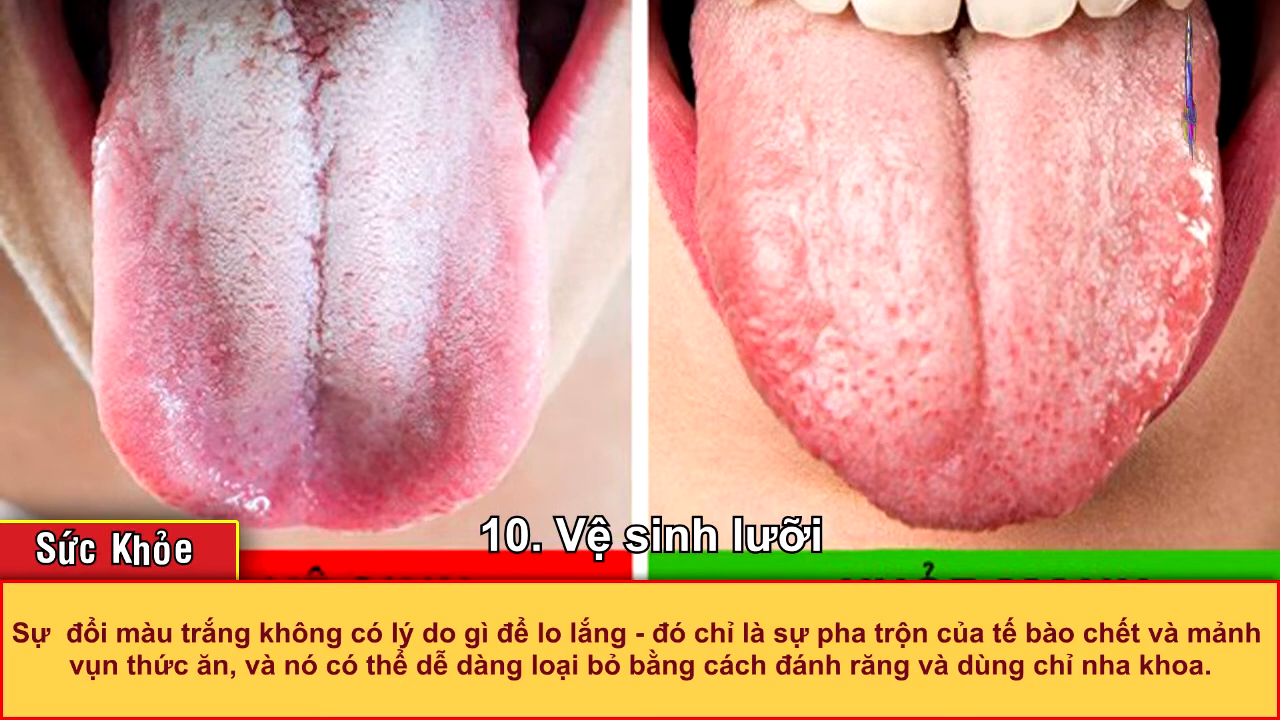 10. Vệ sinh lưỡi
Sức Khỏe
Sự  đổi màu trắng không có lý do gì để lo lắng - đó chỉ là sự pha trộn của tế bào chết và mảnh
vụn thức ăn, và nó có thể dễ dàng loại bỏ bằng cách đánh răng và dùng chỉ nha khoa.